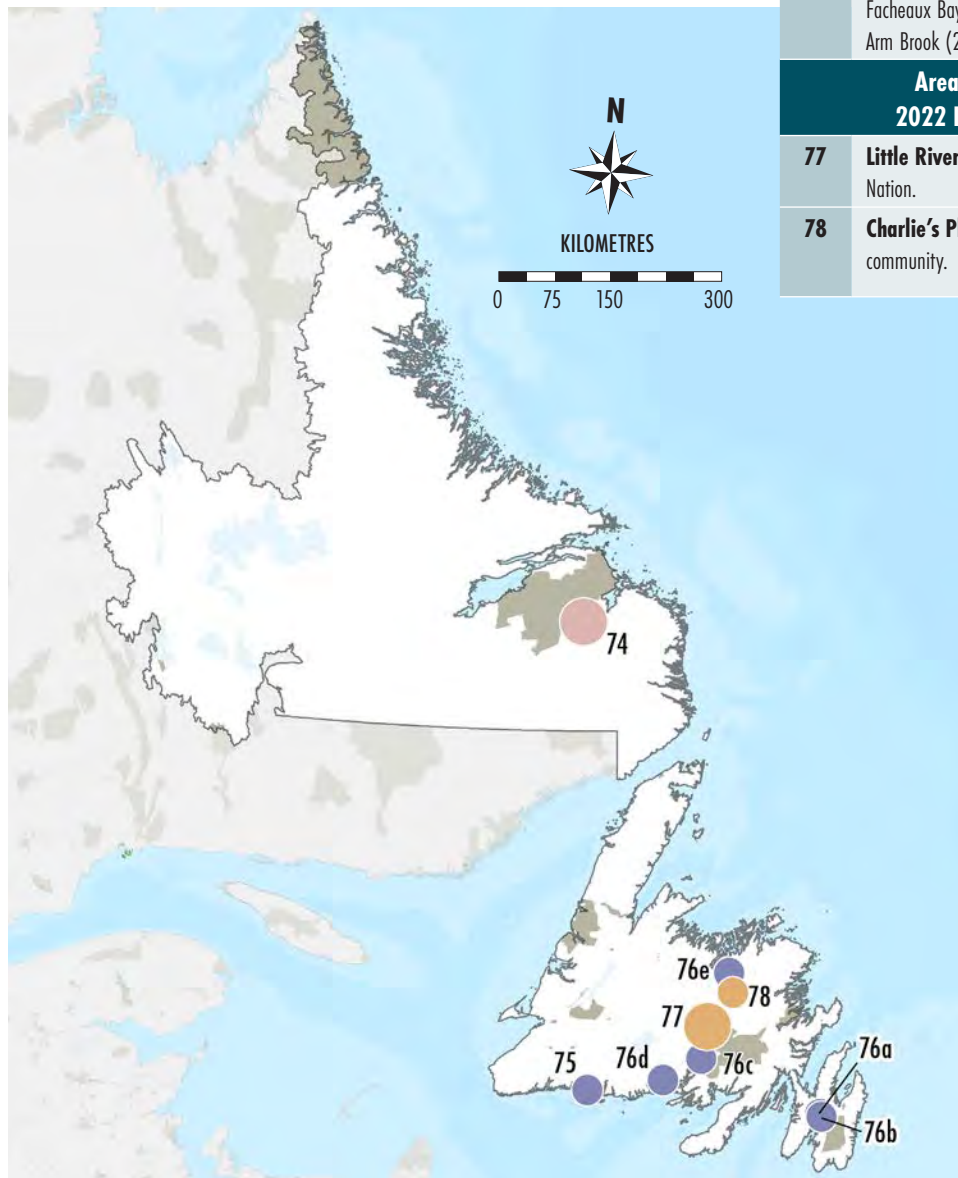 Facheaux Bay
Arm Brook (2
Area
2022
77 Little River
Nation.
78 Charlie's P
community.
N
KILOMETRES
0 75 150 300
74
76e
78
77
75
76d
76c
76a
76b